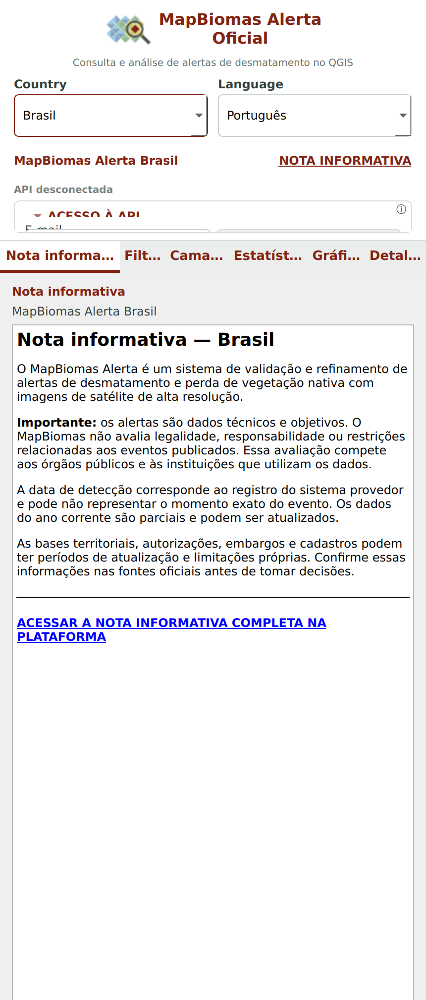 MapBiomas Alerta
Oficial
Consulta e análise de alertas de desmatamento no QGIS
Country
Language
Brasil
Português
MapBiomas Alerta Brasil
NOTA INFORMATIVA
API desconectada
ACESSO À API
E-mail
Nota informa...
Filt...
Cama...
Estatíst...
Gráfi...
Detal...
Nota informativa
MapBiomas Alerta Brasil
Nota informativa — Brasil
O MapBiomas Alerta é um sistema de validação e refinamento de
alertas de desmatamento e perda de vegetação nativa com
imagens de satélite de alta resolução.
Importante: os alertas são dados técnicos e objetivos. O
MapBiomas não avalia legalidade, responsabilidade ou restrições
relacionadas aos eventos publicados. Essa avaliação compete
aos órgãos públicos e às instituições que utilizam os dados.
A data de detecção corresponde ao registro do sistema provedor
e pode não representar o momento exato do evento. Os dados
do ano corrente são parciais e podem ser atualizados.
As bases territoriais, autorizações, embargos e cadastros podem
ter períodos de atualização e limitações próprias. Confirme essas
informações nas fontes oficiais antes de tomar decisões.
ACESSAR A NOTA INFORMATIVA COMPLETA NA
PLATAFORMA